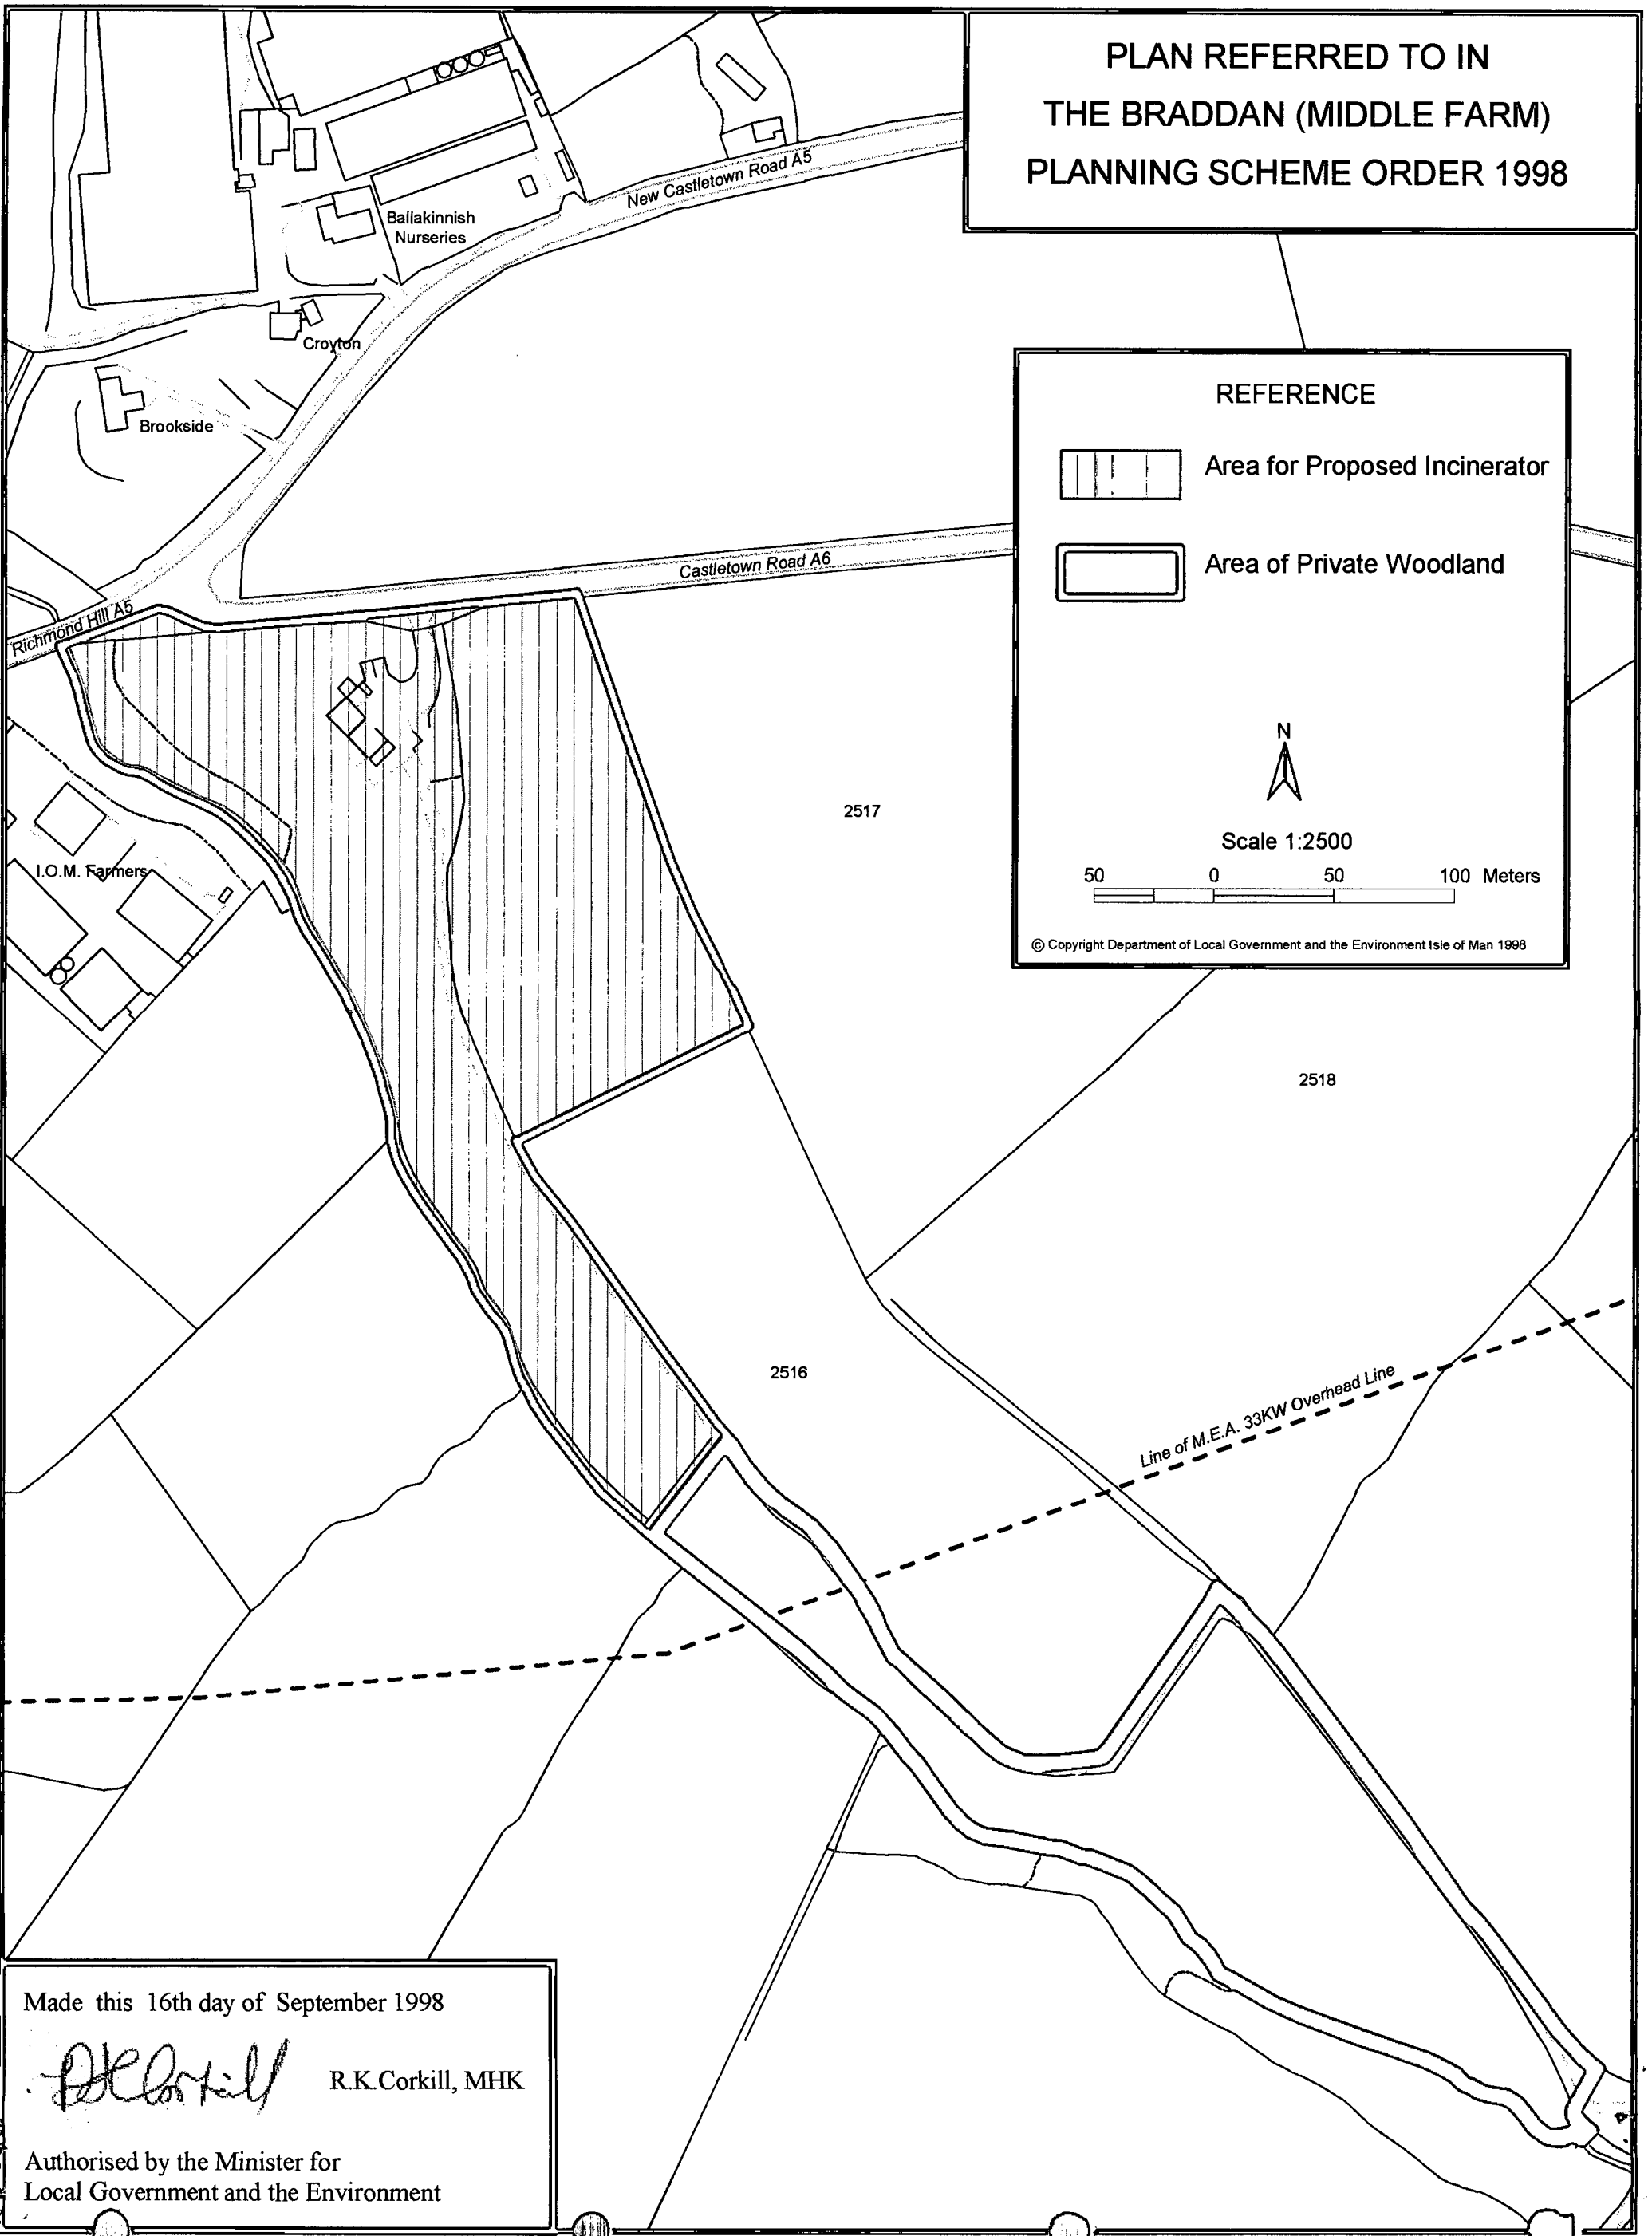 PLAN REFERRED TO IN
THE BRADDAN (MIDDLE FARM)
PLANNING SCHEME ORDER 1998
New Castletown Road A5
Ballakinnish
Nurseries
Croyton
Brookside
REFERENCE
Area for Proposed Incinerator
Area of Private Woodland
Castletown Road A6
Richmond Hill A5
N
Scale 1:2500
50 0 50 100 Meters
© Copyright Department of Local Government and the Environment Isle of Man 1998
2517
I.O.M. Farmers
2518
2516
Line of M.E.A. 33KW Overhead Line
Made this 16th day of September 1998
R.K.Corkill, MHK
Authorised by the Minister for
Local Government and the Environment